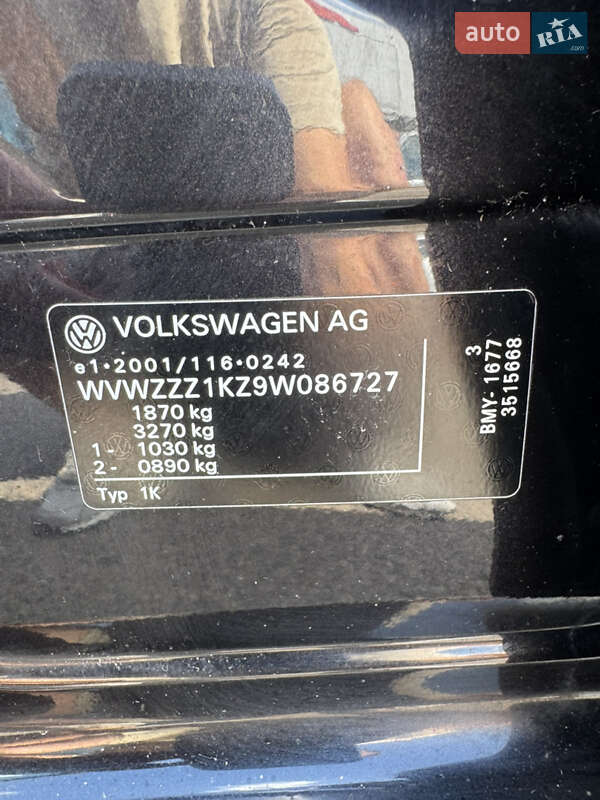 auto RIA.com
VOLKSWAGEN AG
e1•2001/116•0242
WVWZZZ1KZ9W086727
1870 kg
3270 kg
1- 1030 kg
2- 0890 kg
Typ 1K
3
BMY- 1677
3515668